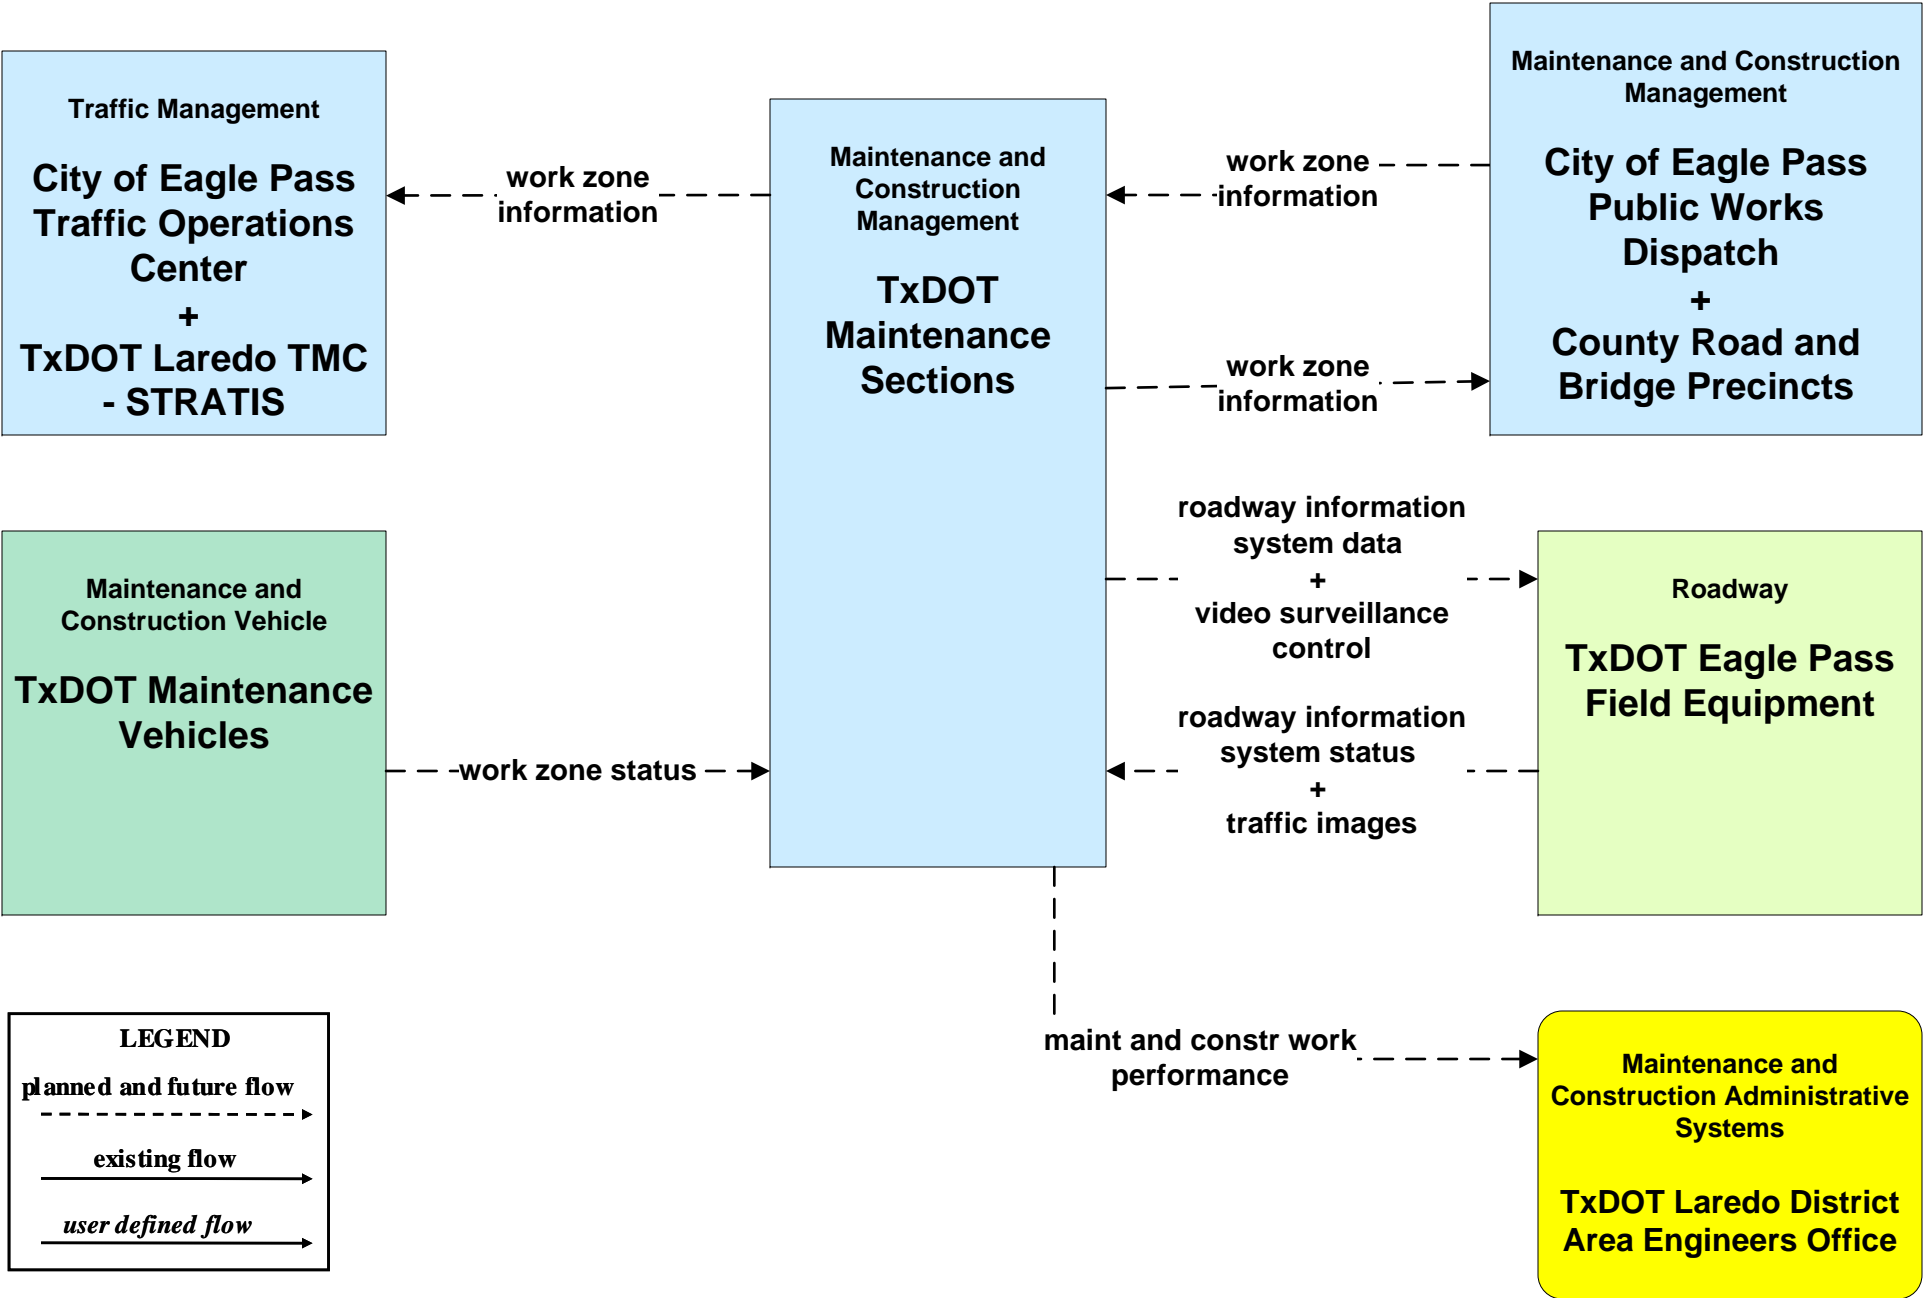 Traffic Management
City of Eagle Pass
Traffic Operations
Center
+
TxDOT Laredo TMC
- STRATIS
work zone
information
Maintenance and
Construction
Management
TxDOT
Maintenance
Sections
work zone
information
work zone
information
Maintenance and Construction
Management
City of Eagle Pass
Public Works
Dispatch
+
County Road and
Bridge Precincts
Maintenance and
Construction Vehicle
TxDOT Maintenance
Vehicles
work zone status
roadway information
system data
+
video surveillance
control
roadway information
system status
+
traffic images
Roadway
TxDOT Eagle Pass
Field Equipment
maint and constr work
performance
Maintenance and
Construction Administrative
Systems
TxDOT Laredo District
Area Engineers Office
LEGEND
planned and future flow
existing flow
user defined flow